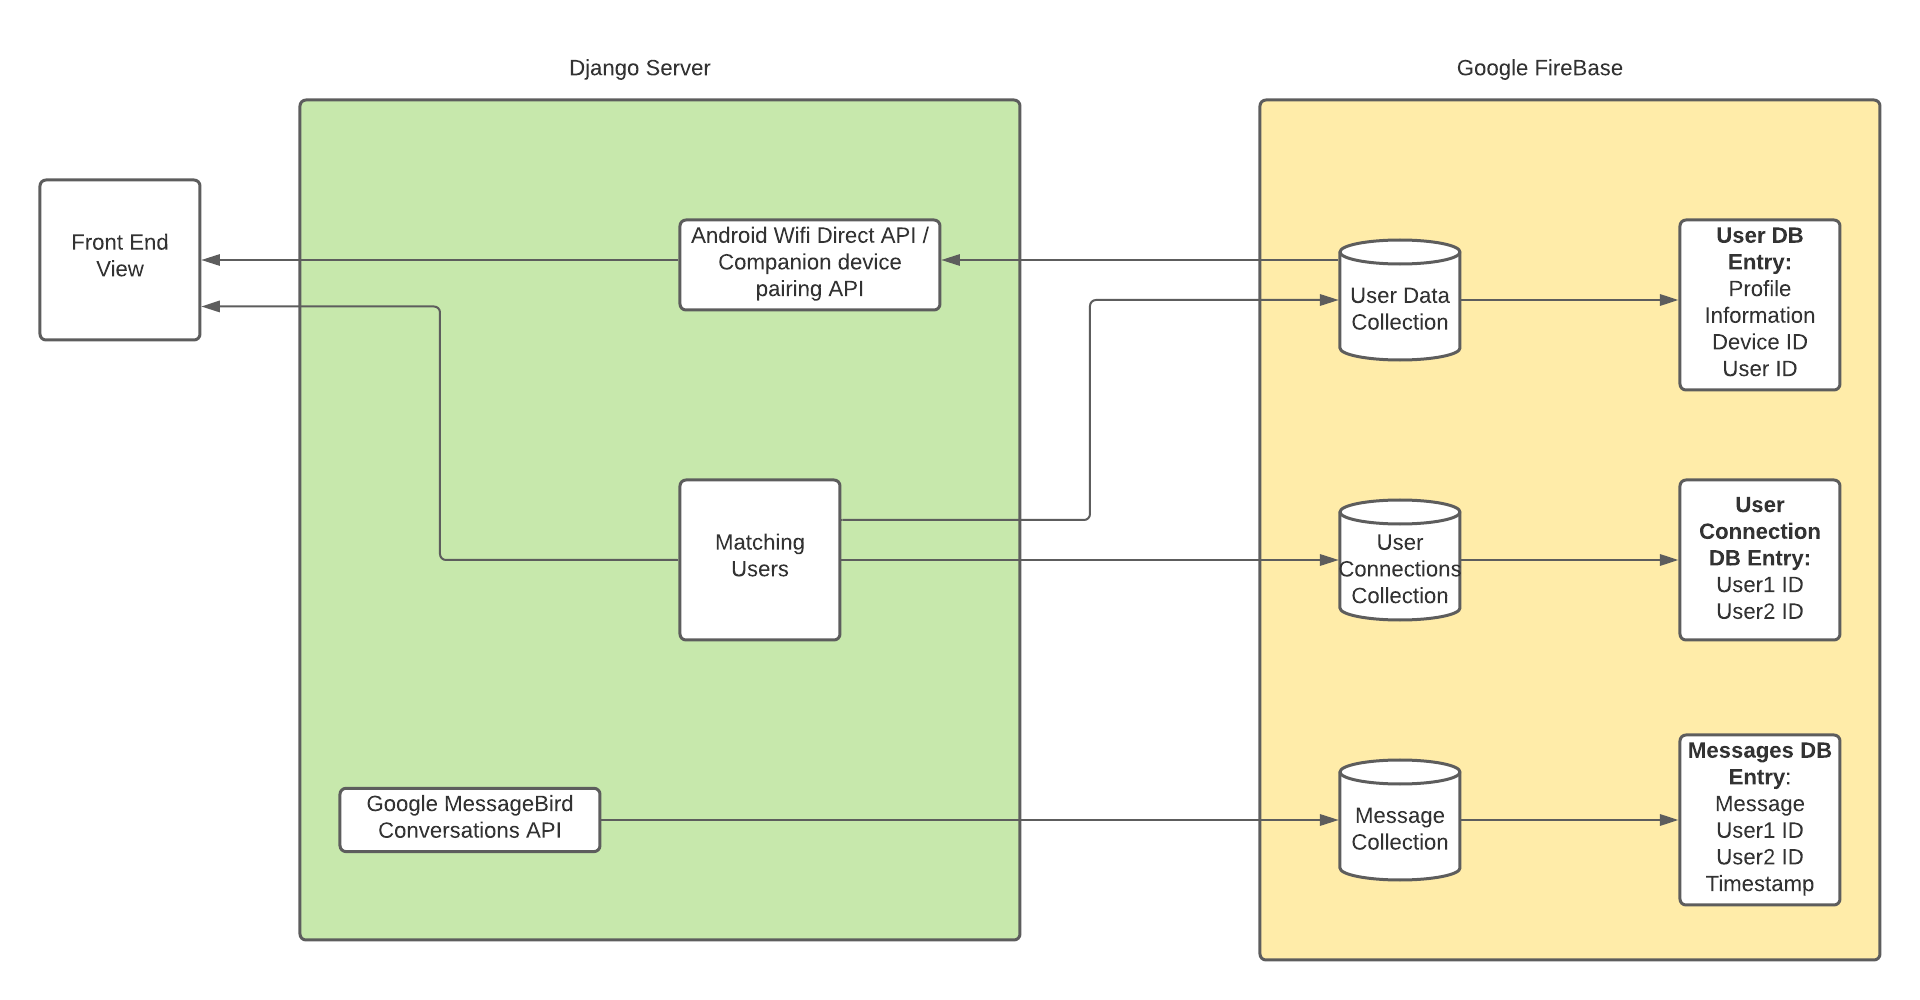 Django Server
Google FireBase
Front End
View
Android Wifi Direct API /
Companion device
pairing API
User Data
Collection
User DB
Entry:
Profile
Information
Device ID
User ID
Matching
Users
User
Connections
Collection
User
Connection
DB Entry:
User1 ID
User2 ID
Google MessageBird
Conversations API
Message
Collection
Messages DB
Entry:
Message
User1 ID
User2 ID
Timestamp